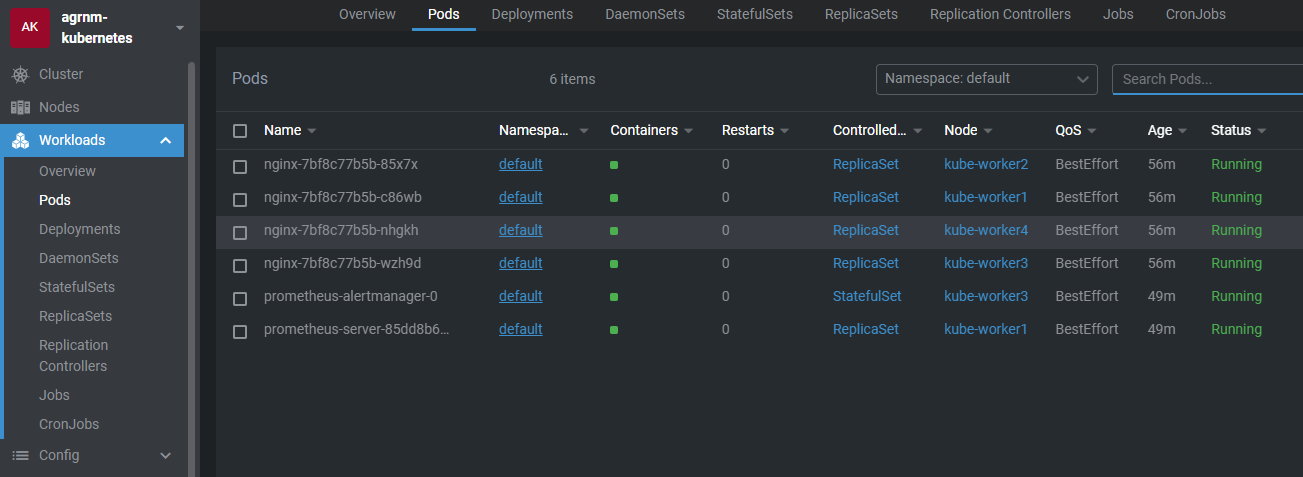 AK
agrnm-
kubernetes
Cluster
Nodes
Workloads
Overview
Pods
Deployments
DaemonSets
StatefulSets
ReplicaSets
Replication
Controllers
Jobs
CronJobs
Config
Overview Pods Deployments DaemonSets StatefulSets ReplicaSets Replication Controllers Jobs CronJobs
Pods 6 items Namespace: default Search Pods...
Name Namespa... Containers Restarts Controlled... Node QoS Age Status
nginx-7bf8c77b5b-85x7x default 0 ReplicaSet kube-worker2 BestEffort 56m Running
nginx-7bf8c77b5b-c86wb default 0 ReplicaSet kube-worker1 BestEffort 56m Running
nginx-7bf8c77b5b-nhgkh default 0 ReplicaSet kube-worker4 BestEffort 56m Running
nginx-7bf8c77b5b-wzh9d default 0 ReplicaSet kube-worker3 BestEffort 56m Running
prometheus-alertmanager-0 default 0 StatefulSet kube-worker3 BestEffort 49m Running
prometheus-server-85dd8b6... default 0 ReplicaSet kube-worker1 BestEffort 49m Running